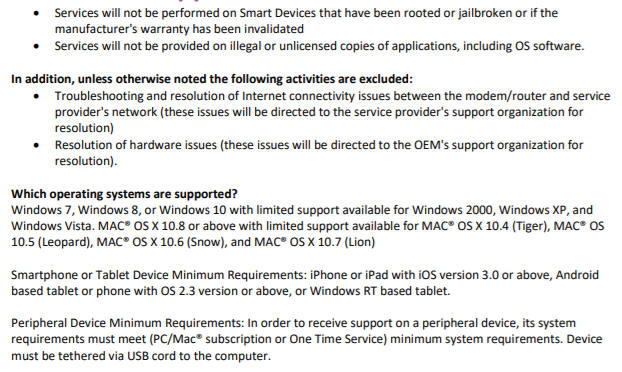 • Services will not be performed on Smart Devices that have been rooted or jailbroken or if the
manufacturer's warranty has been invalidated
• Services will not be provided on illegal or unlicensed copies of applications, including OS software.
In addition, unless otherwise noted the following activities are excluded:
• Troubleshooting and resolution of Internet connectivity issues between the modem/router and service
provider's network (these issues will be directed to the service provider's support organization for
resolution)
• Resolution of hardware issues (these issues will be directed to the OEM's support organization for
resolution).
Which operating systems are supported?
Windows 7, Windows 8, or Windows 10 with limited support available for Windows 2000, Windows XP, and
Windows Vista. MAC® OS X 10.8 or above with limited support available for MAC® OS X 10.4 (Tiger), MAC® OS
10.5 (Leopard), MAC® OS X 10.6 (Snow), and MAC® OS X 10.7 (Lion)
Smartphone or Tablet Device Minimum Requirements: iPhone or iPad with iOS version 3.0 or above, Android
based tablet or phone with OS 2.3 version or above, or Windows RT based tablet.
Peripheral Device Minimum Requirements: In order to receive support on a peripheral device, its system
requirements must meet (PC/Mac® subscription or One Time Service) minimum system requirements. Device
must be tethered via USB cord to the computer.